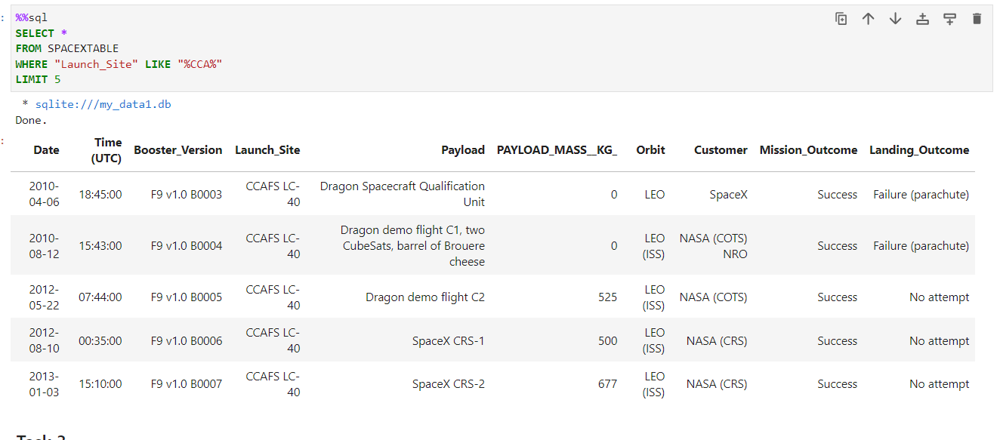 %%sql
SELECT *
FROM SPACEXTABLE
WHERE "Launch_Site" LIKE "%CCA%"
LIMIT 5
* sqlite:///my_data1.db
Done.
Date Time (UTC) Booster_Version Launch_Site Payload PAYLOAD_MASS__KG_ Orbit Customer Mission_Outcome Landing_Outcome
2010-04-06 18:45:00 F9 v1.0 B0003 CCAFS LC-40 Dragon Spacecraft Qualification Unit 0 LEO SpaceX Success Failure (parachute)
2010-08-12 15:43:00 F9 v1.0 B0004 CCAFS LC-40 Dragon demo flight C1, two CubeSats, barrel of Brouere cheese 0 LEO (ISS) NASA (COTS) NRO Success Failure (parachute)
2012-05-22 07:44:00 F9 v1.0 B0005 CCAFS LC-40 Dragon demo flight C2 525 LEO (ISS) NASA (COTS) Success No attempt
2012-08-10 00:35:00 F9 v1.0 B0006 CCAFS LC-40 SpaceX CRS-1 500 LEO (ISS) NASA (CRS) Success No attempt
2013-01-03 15:10:00 F9 v1.0 B0007 CCAFS LC-40 SpaceX CRS-2 677 LEO (ISS) NASA (CRS) Success No attempt